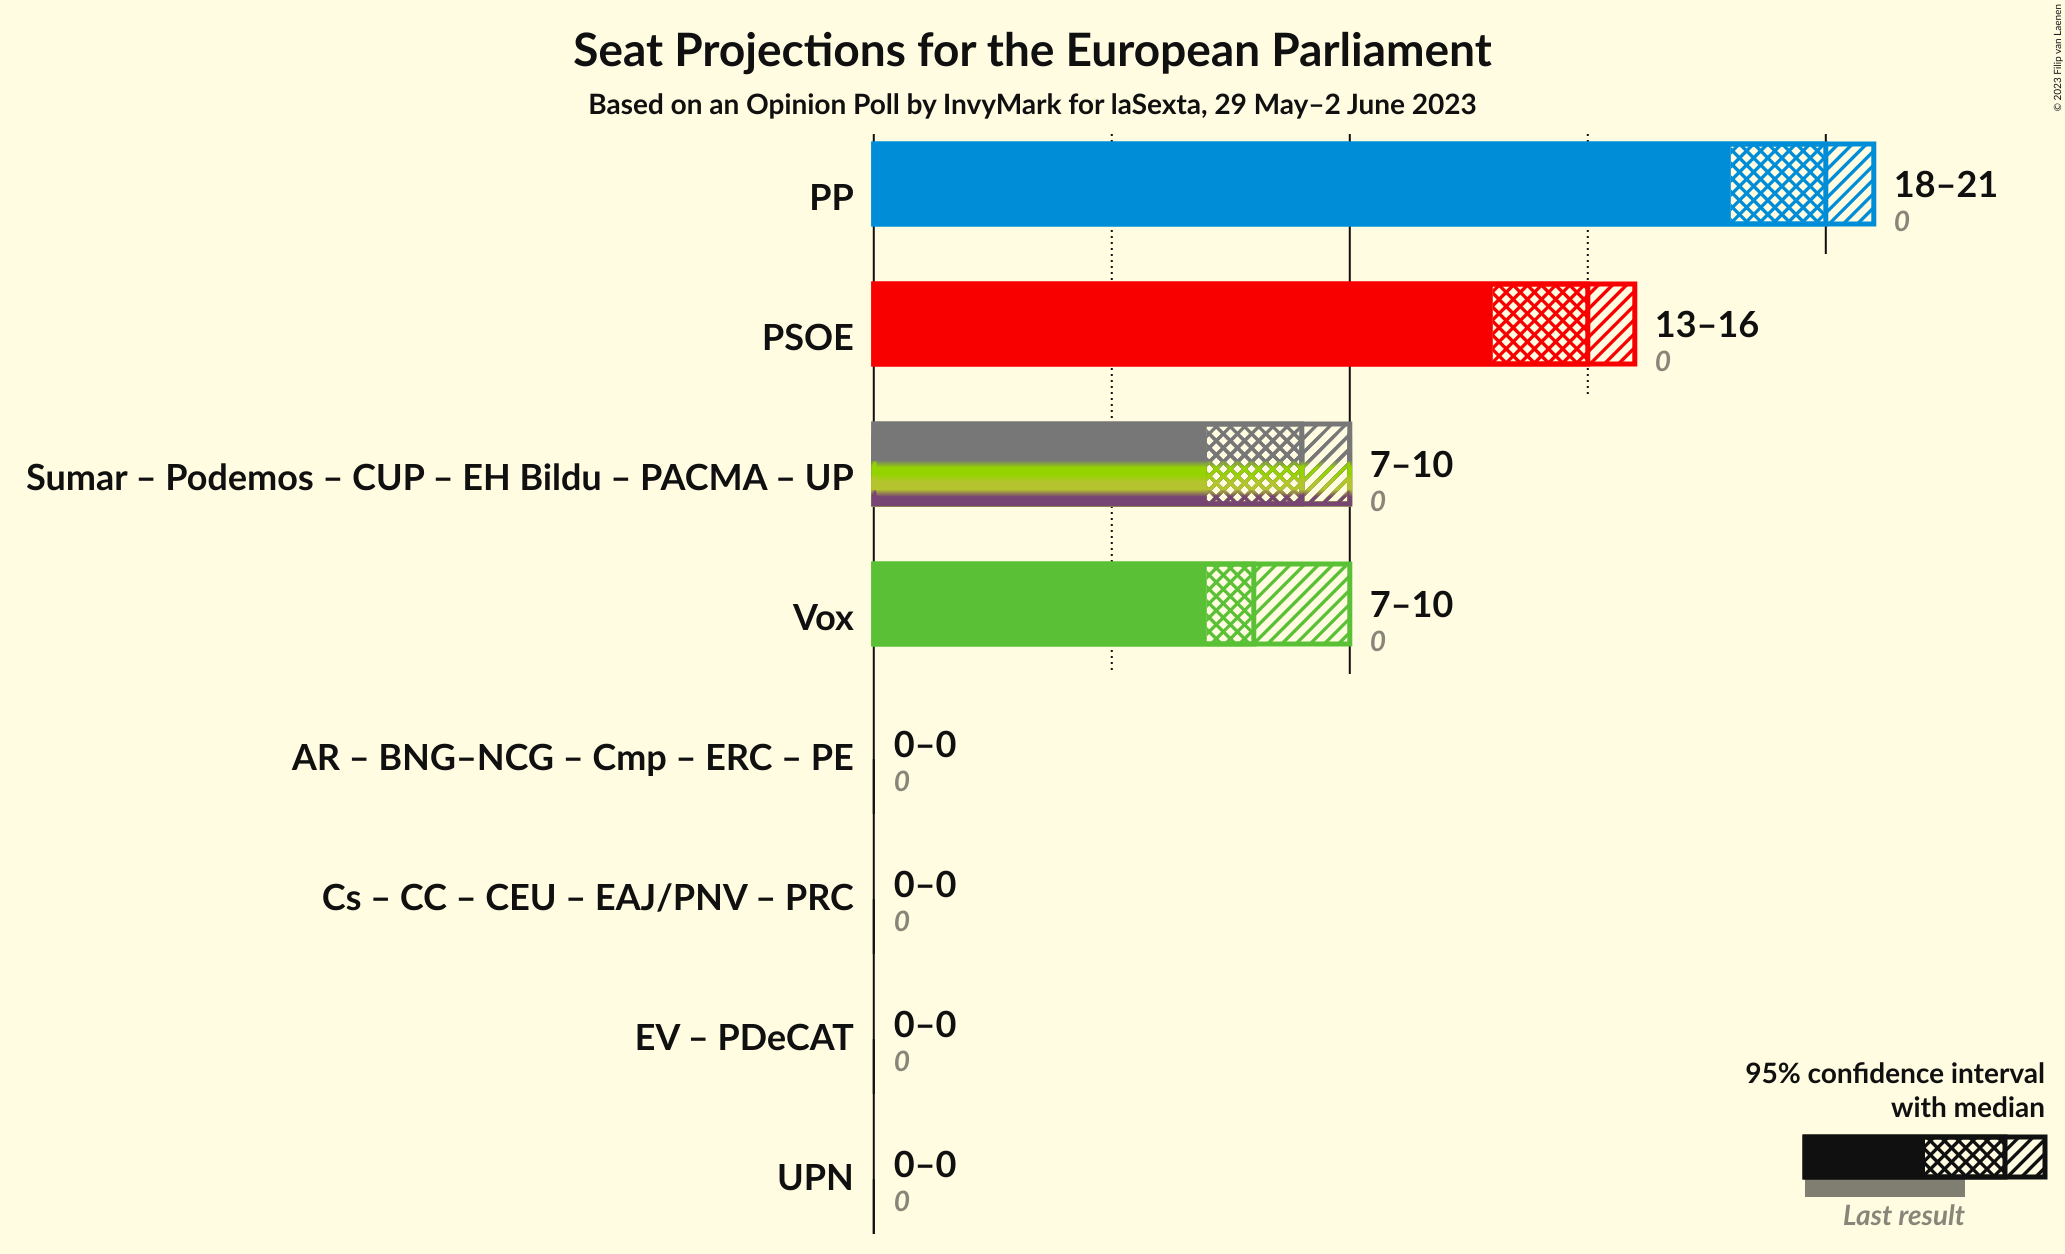 Seat Projections for the European Parliament
Based on an Opinion Poll by InvyMark for laSexta, 29 May–2 June 2023
© 2023 Filip van Laenen
PP
18–21
0
PSOE
13–16
0
Sumar – Podemos – CUP – EH Bildu – PACMA – UP
7–10
0
Vox
7–10
0
AR – BNG–NCG – Cmp – ERC – PE
0–0
0
Cs – CC – CEU – EAJ/PNV – PRC
0–0
0
EV – PDeCAT
0–0
0
UPN
0–0
0
95% confidence interval
with median
Last result